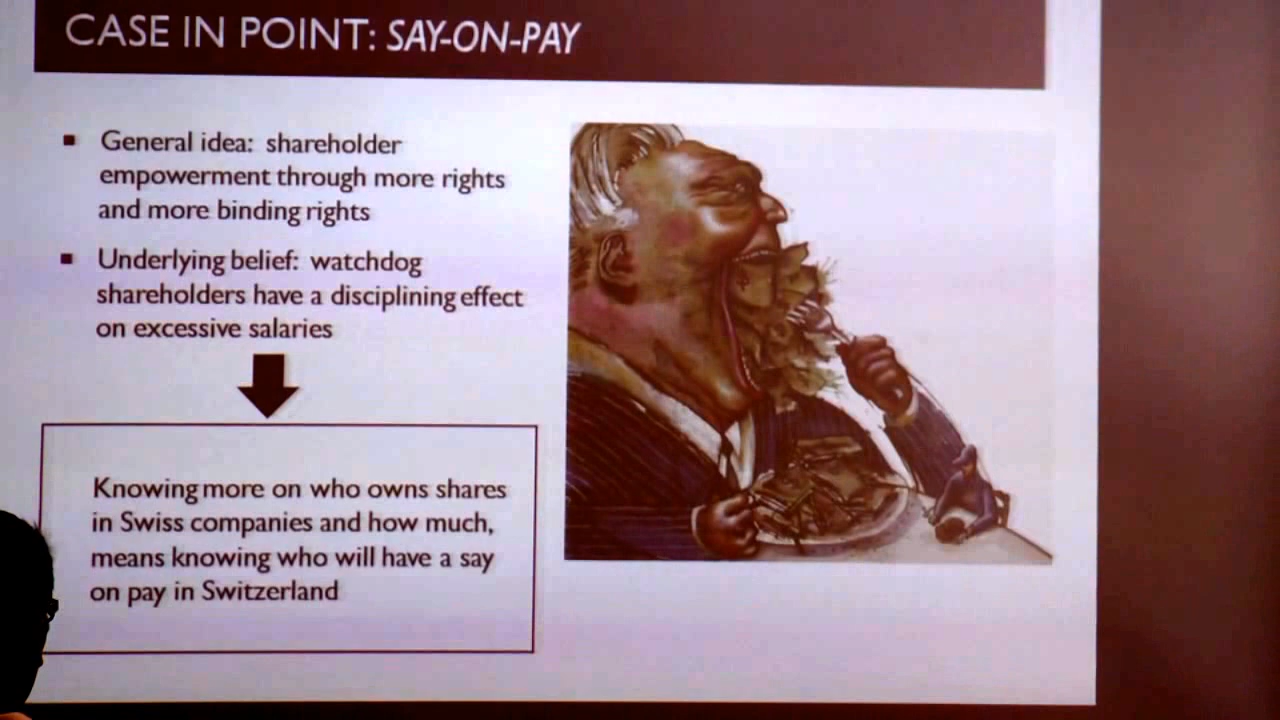 CASE IN POINT: SAY-ON-PAY
▪ General idea: shareholder
empowerment through more rights
and more binding rights
▪ Underlying belief: watchdog
shareholders have a disciplining effect
on excessive salaries
Knowing more on who owns shares
in Swiss companies and how much,
means knowing who will have a say
on pay in Switzerland